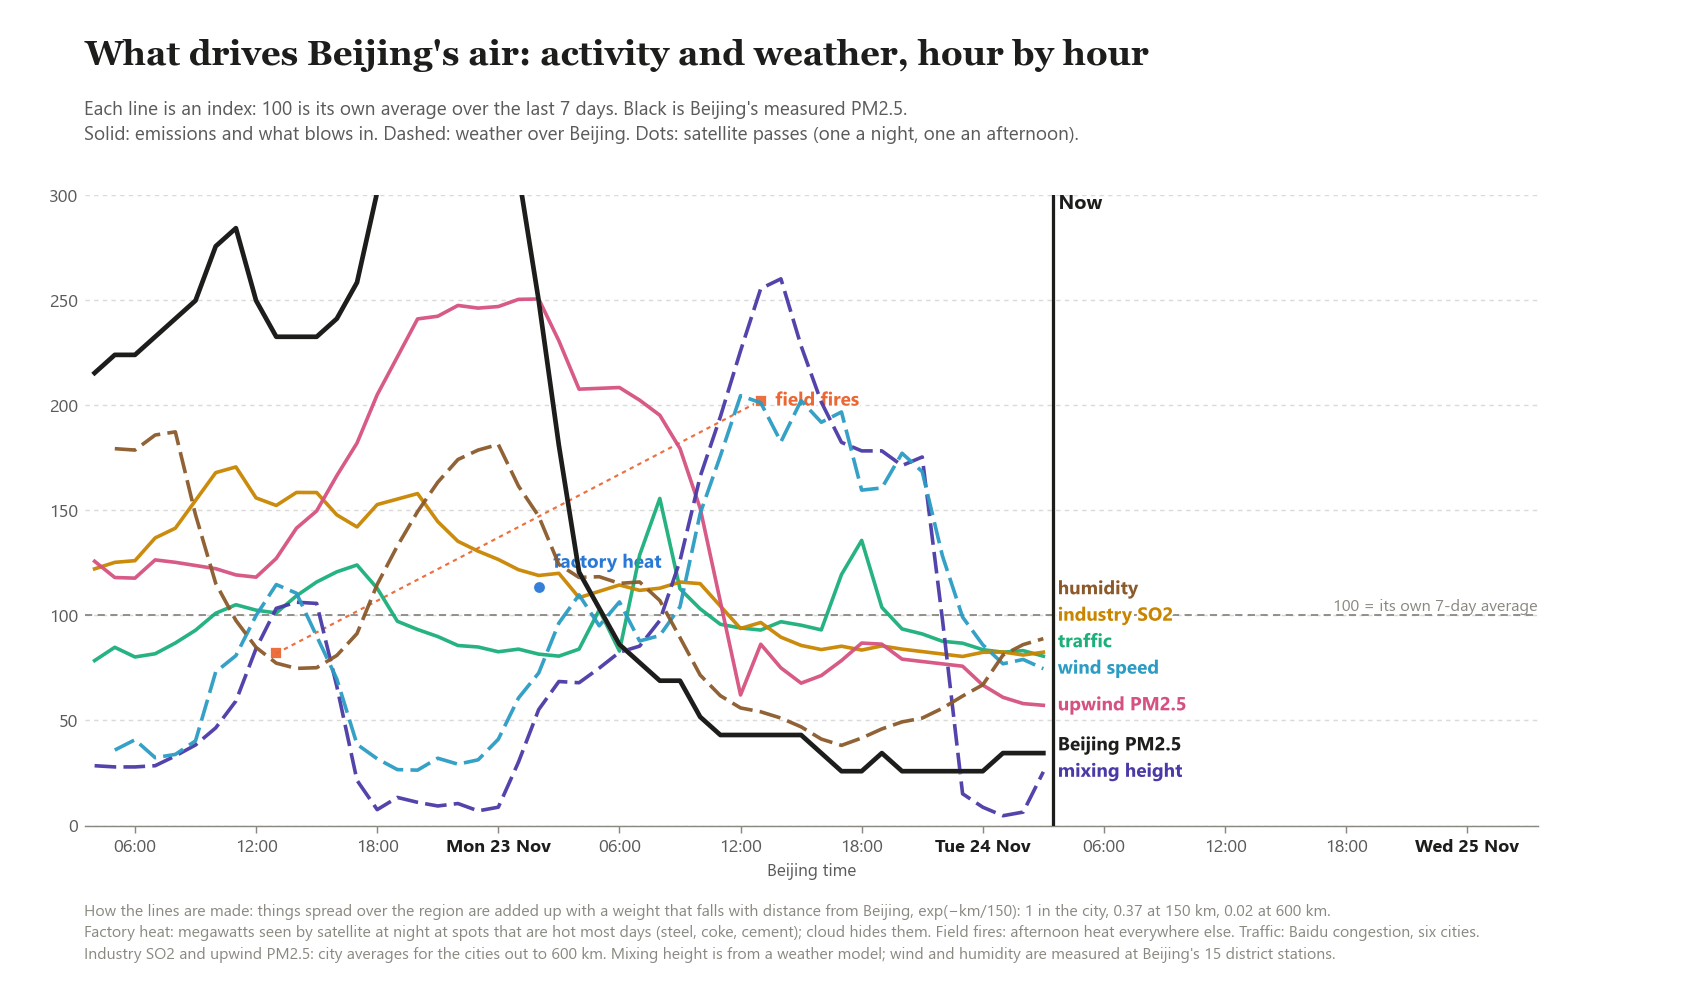 What drives Beijing's air: activity and weather, hour by hour
Each line is an index: 100 is its own average over the last 7 days. Black is Beijing's measured PM2.5.
Solid: emissions and what blows in. Dashed: weather over Beijing. Dots: satellite passes (one a night, one an afternoon).
300
Now
250
200
field fires
150
factory heat
humidity
100 = its own 7-day average
100
industry SO2
traffic
wind speed
upwind PM2.5
50
Beijing PM2.5
mixing height
0
06:00 12:00 18:00 Mon 23 Nov 06:00 12:00 18:00 Tue 24 Nov 06:00 12:00 18:00 Wed 25 Nov
Beijing time
How the lines are made: things spread over the region are added up with a weight that falls with distance from Beijing, exp(−km/150): 1 in the city, 0.37 at 150 km, 0.02 at 600 km.
Factory heat: megawatts seen by satellite at night at spots that are hot most days (steel, coke, cement); cloud hides them. Field fires: afternoon heat everywhere else. Traffic: Baidu congestion, six cities.
Industry SO2 and upwind PM2.5: city averages for the cities out to 600 km. Mixing height is from a weather model; wind and humidity are measured at Beijing's 15 district stations.